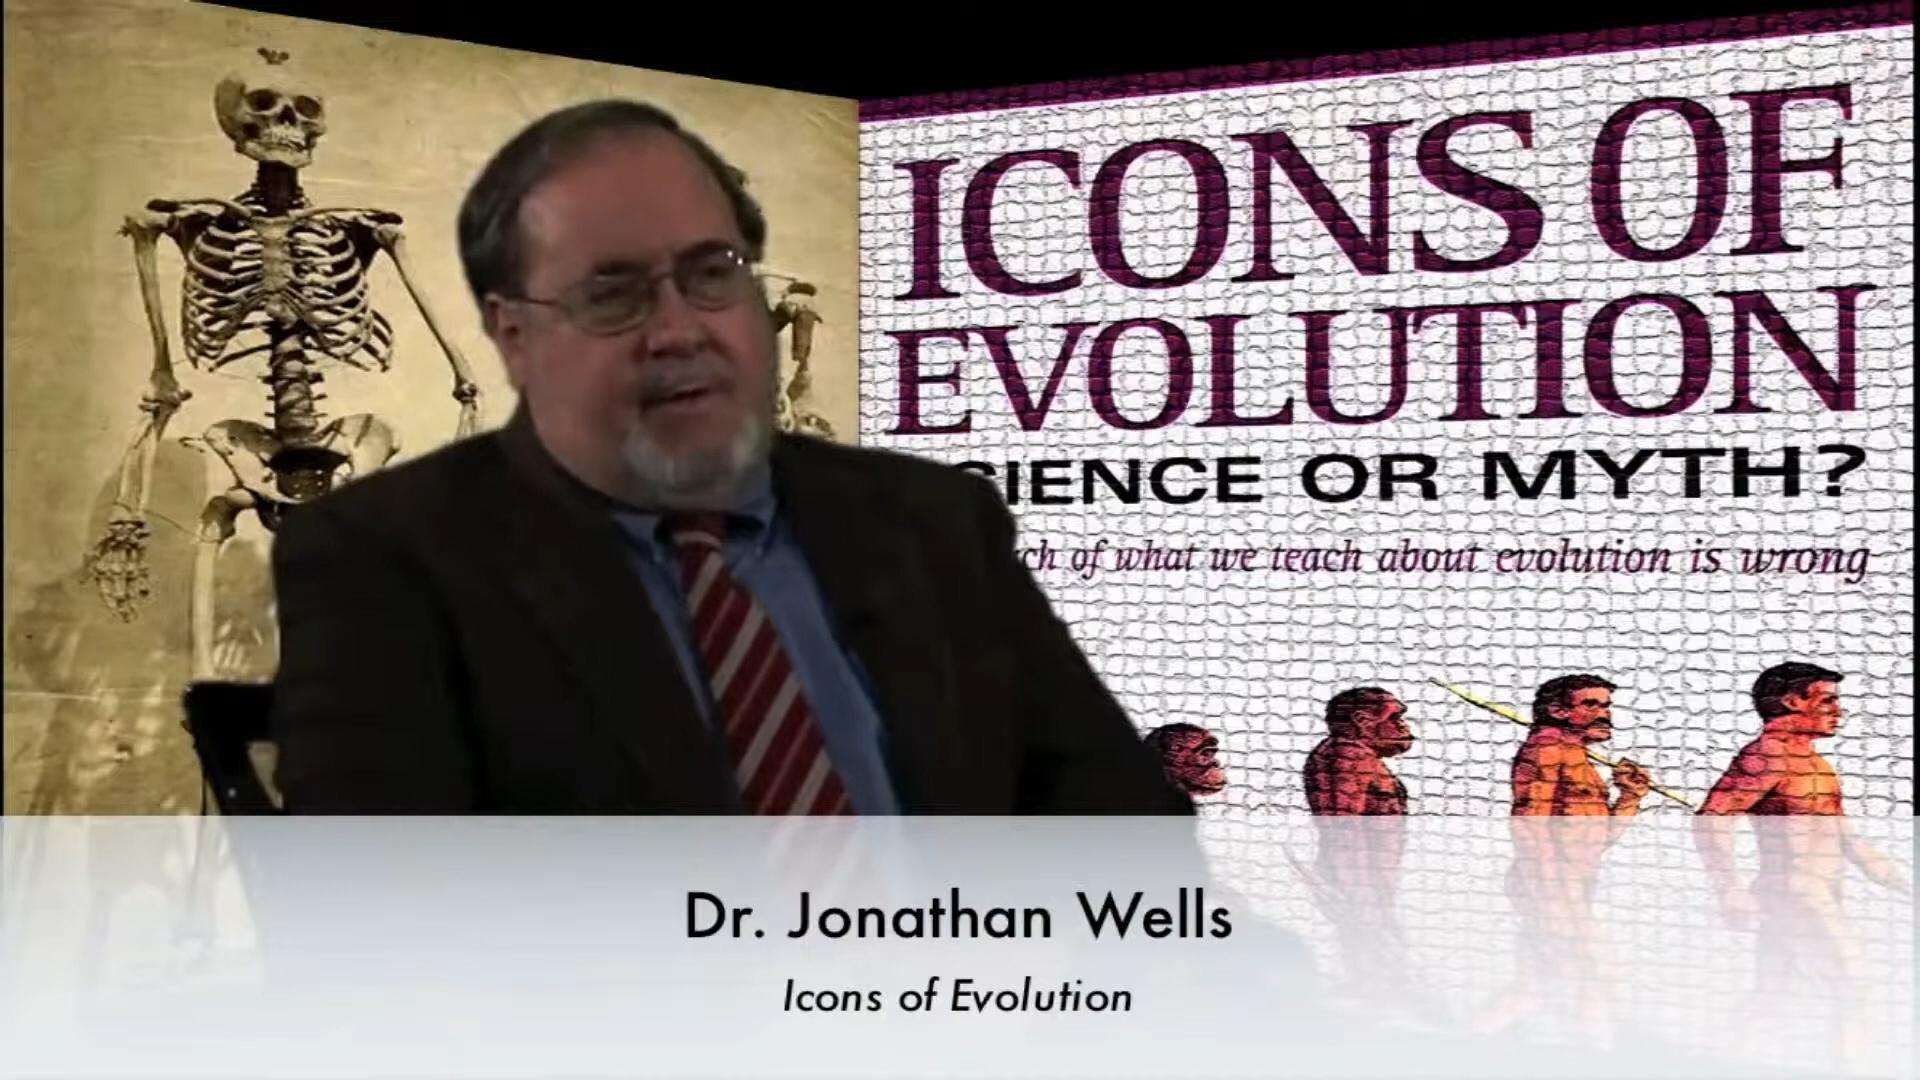 ICONS OF
EVOLUTION
IENCE OR MYTH?
ch of what we teach about evolution is wrong
Dr. Jonathan Wells
Icons of Evolution